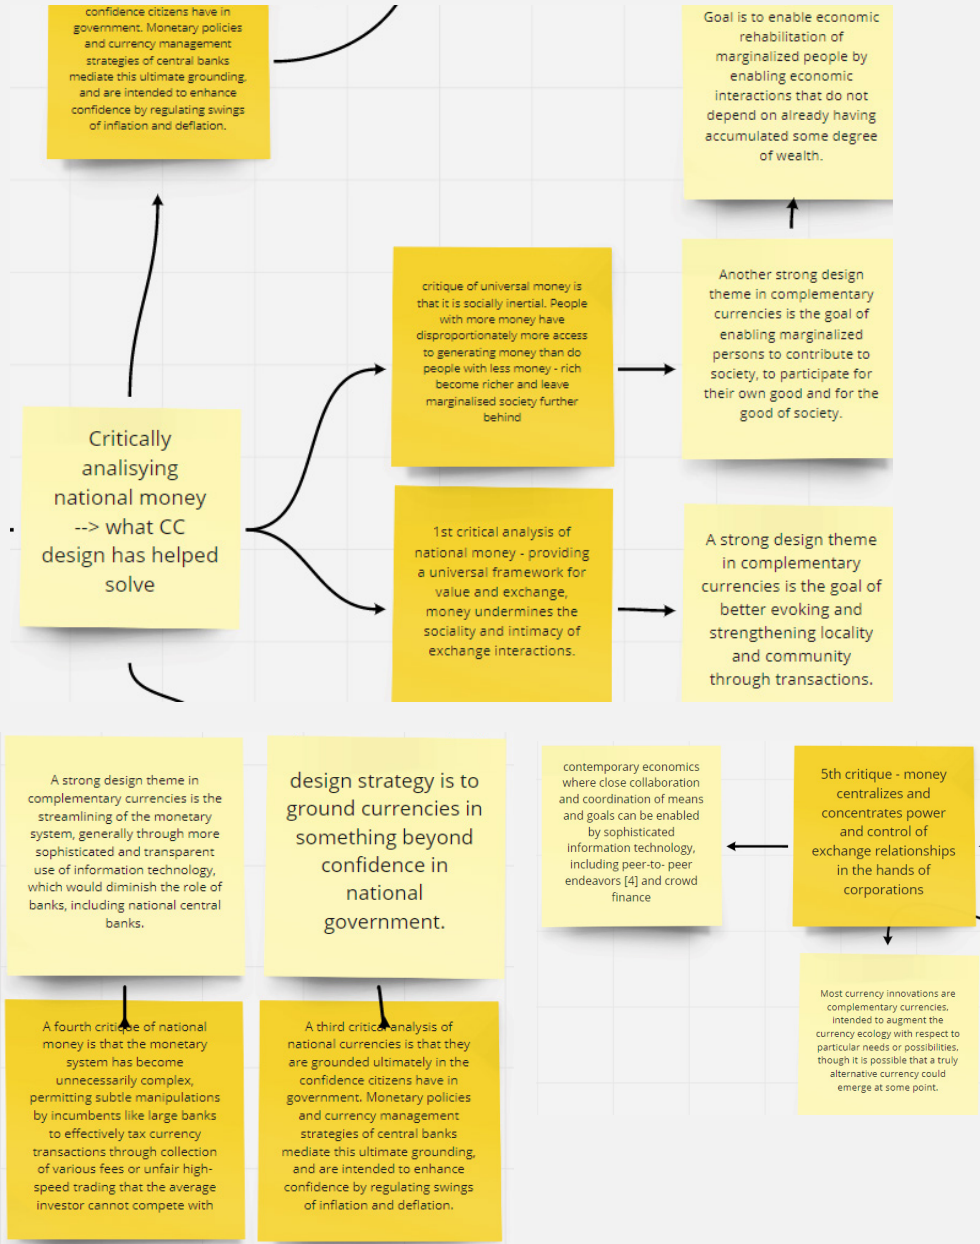 confidence citizens have in
government. Monetary policies
and currency management
strategies of central banks
mediate this ultimate grounding,
and are intended to enhance
confidence by regulating swings
of inflation and deflation.
Goal is to enable economic
rehabilitation of
marginalized people by
enabling economic
interactions that do not
depend on already having
accumulated some degree
of wealth.
critique of universal money is
that it is socially inertial. People
with more money have
disproportionately more access
to generating money than do
people with less money - rich
become richer and leave
marginalised society further
behind
Another strong design
theme in complementary
currencies is the goal of
enabling marginalized
persons to contribute to
society, to participate for
their own good and for the
good of society.
Critically
analisying
national money
--> what CC
design has helped
solve
1st critical analysis of
national money - providing
a universal framework for
value and exchange,
money undermines the
sociality and intimacy of
exchange interactions.
A strong design theme
in complementary
currencies is the goal of
better evoking and
strengthening locality
and community
through transactions.
A strong design theme in
complementary currencies is the
streamlining of the monetary
system, generally through more
sophisticated and transparent
use of information technology,
which would diminish the role of
banks, including national central
banks.
design strategy is to
ground currencies in
something beyond
confidence in
national
government.
contemporary economics
where close collaboration
and coordination of means
and goals can be enabled
by sophisticated
information technology,
including peer-to- peer
endeavors [4] and crowd
finance
5th critique - money
centralizes and
concentrates power
and control of
exchange relationships
in the hands of
corporations
Most currency innovations are
complementary currencies,
intended to augment the
currency ecology with respect to
particular needs or possibilities,
though it is possible that a truly
alternative currency could
emerge at some point.
A fourth critique of national
money is that the monetary
system has become
unnecessarily complex,
permitting subtle manipulations
by incumbents like large banks
to effectively tax currency
transactions through collection
of various fees or unfair high-
speed trading that the average
investor cannot compete with
A third critical analysis of
national currencies is that they
are grounded ultimately in the
confidence citizens have in
government. Monetary policies
and currency management
strategies of central banks
mediate this ultimate grounding,
and are intended to enhance
confidence by regulating swings
of inflation and deflation.